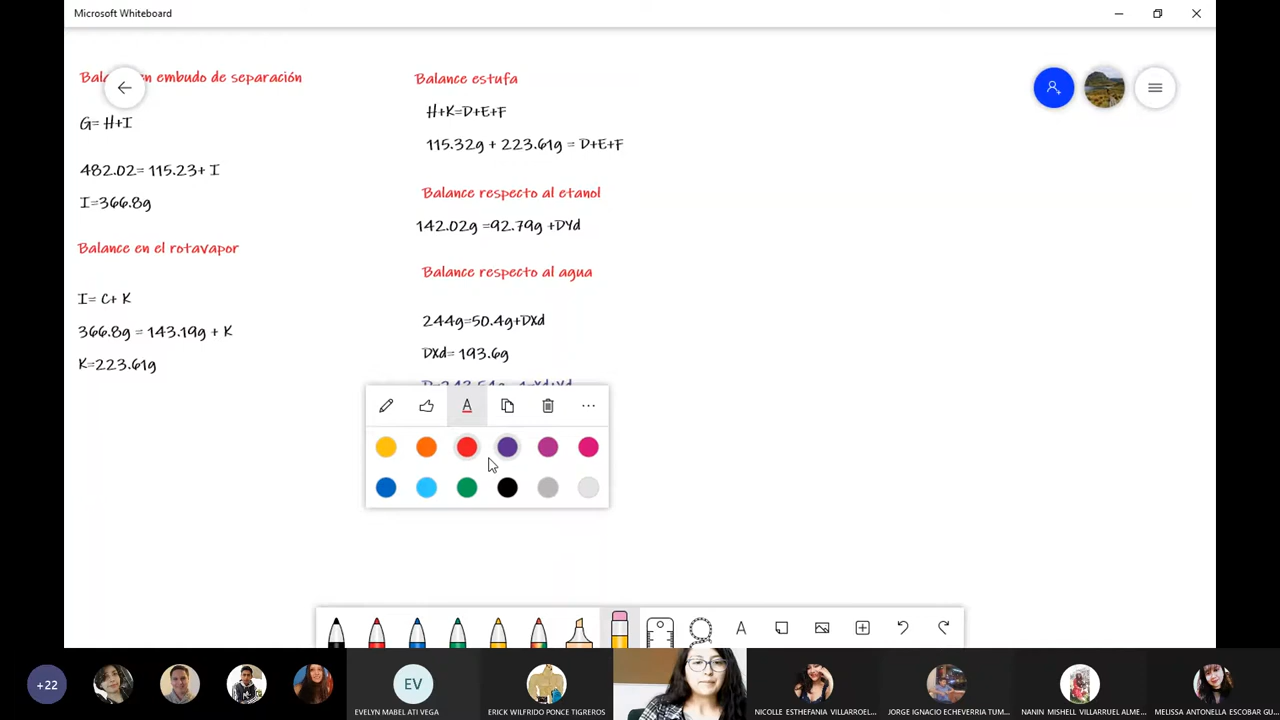 Microsoft Whiteboard
Balance en embudo de separación
G= H+I
482.02= 115.23+ I
I=366.8g
Balance en el rotavapor
I= C+ K
366.8g = 143.19g + K
K=223.61g
Balance estufa
H+K=D+E+F
115.32g + 223.61g = D+E+F
Balance respecto al etanol
142.02g =92.79g +DYd
Balance respecto al agua
244g=50.4g+DXd
DXd= 193.6g
A
A
+22
EV
EVELYN MABEL ATI VEGA
ERICK WILFRIDO PONCE TIGREROS
NICOLLE ESTHEFANIA VILLARROEL...
JORGE IGNACIO ECHEVERRIA TUM...
NANIN MISHELL VILLARRUEL ALME...
MELISSA ANTONELLA ESCOBAR GU...